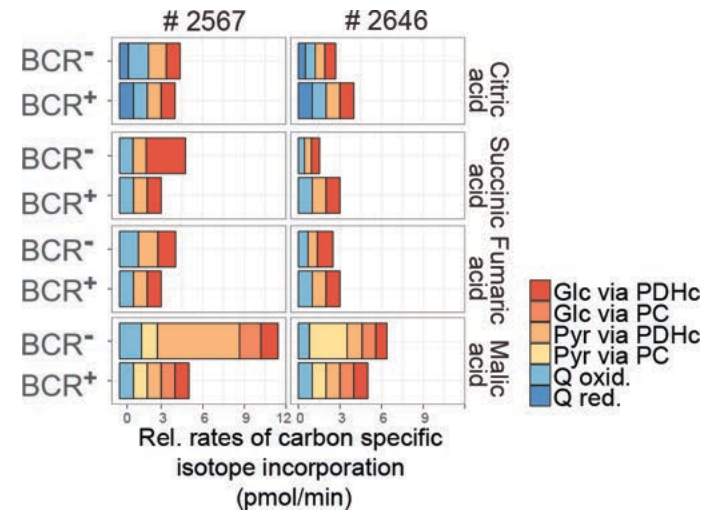 # 2567 # 2646
BCR⁻
BCR⁺
Citric acid
BCR⁻
BCR⁺
Succinic acid
BCR⁻
BCR⁺
Fumaric acid
BCR⁻
BCR⁺
Malic acid
0 3 6 9 12 0 3 6 9
Rel. rates of carbon specific
isotope incorporation
(pmol/min)
Glc via PDHc
Glc via PC
Pyr via PDHc
Pyr via PC
Q oxid.
Q red.